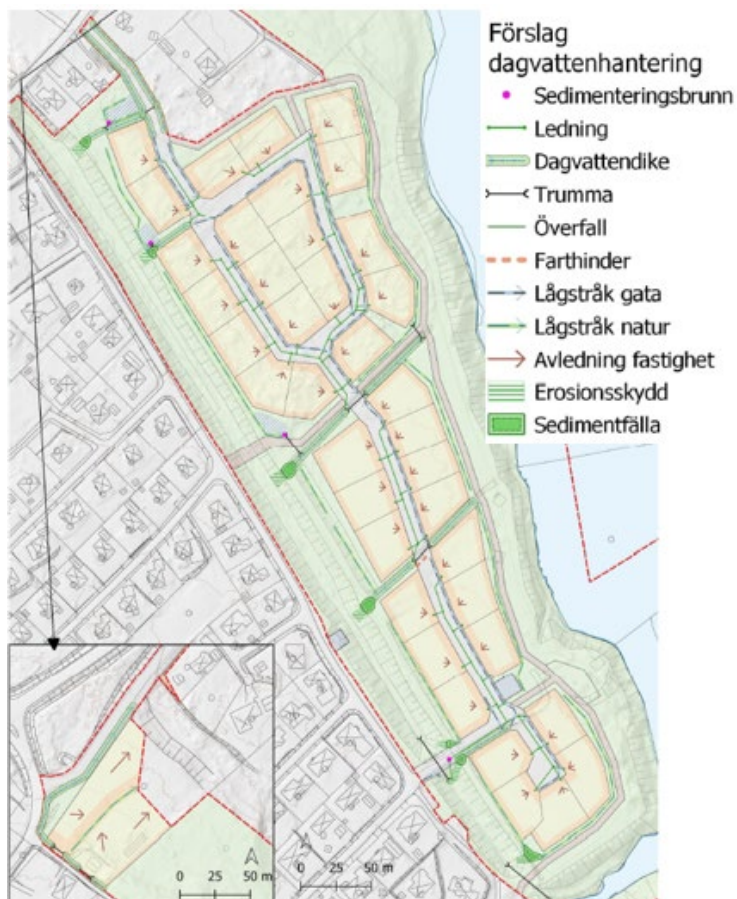 Förslag
dagvattenhantering
Sedimenteringsbrunn
Ledning
Dagvattendike
Trumma
Överfall
Farthinder
Lågstråk gata
Lågstråk natur
Avledning fastighet
Erosionsskydd
Sedimentfälla
0 25 50 m
0 25 50 m